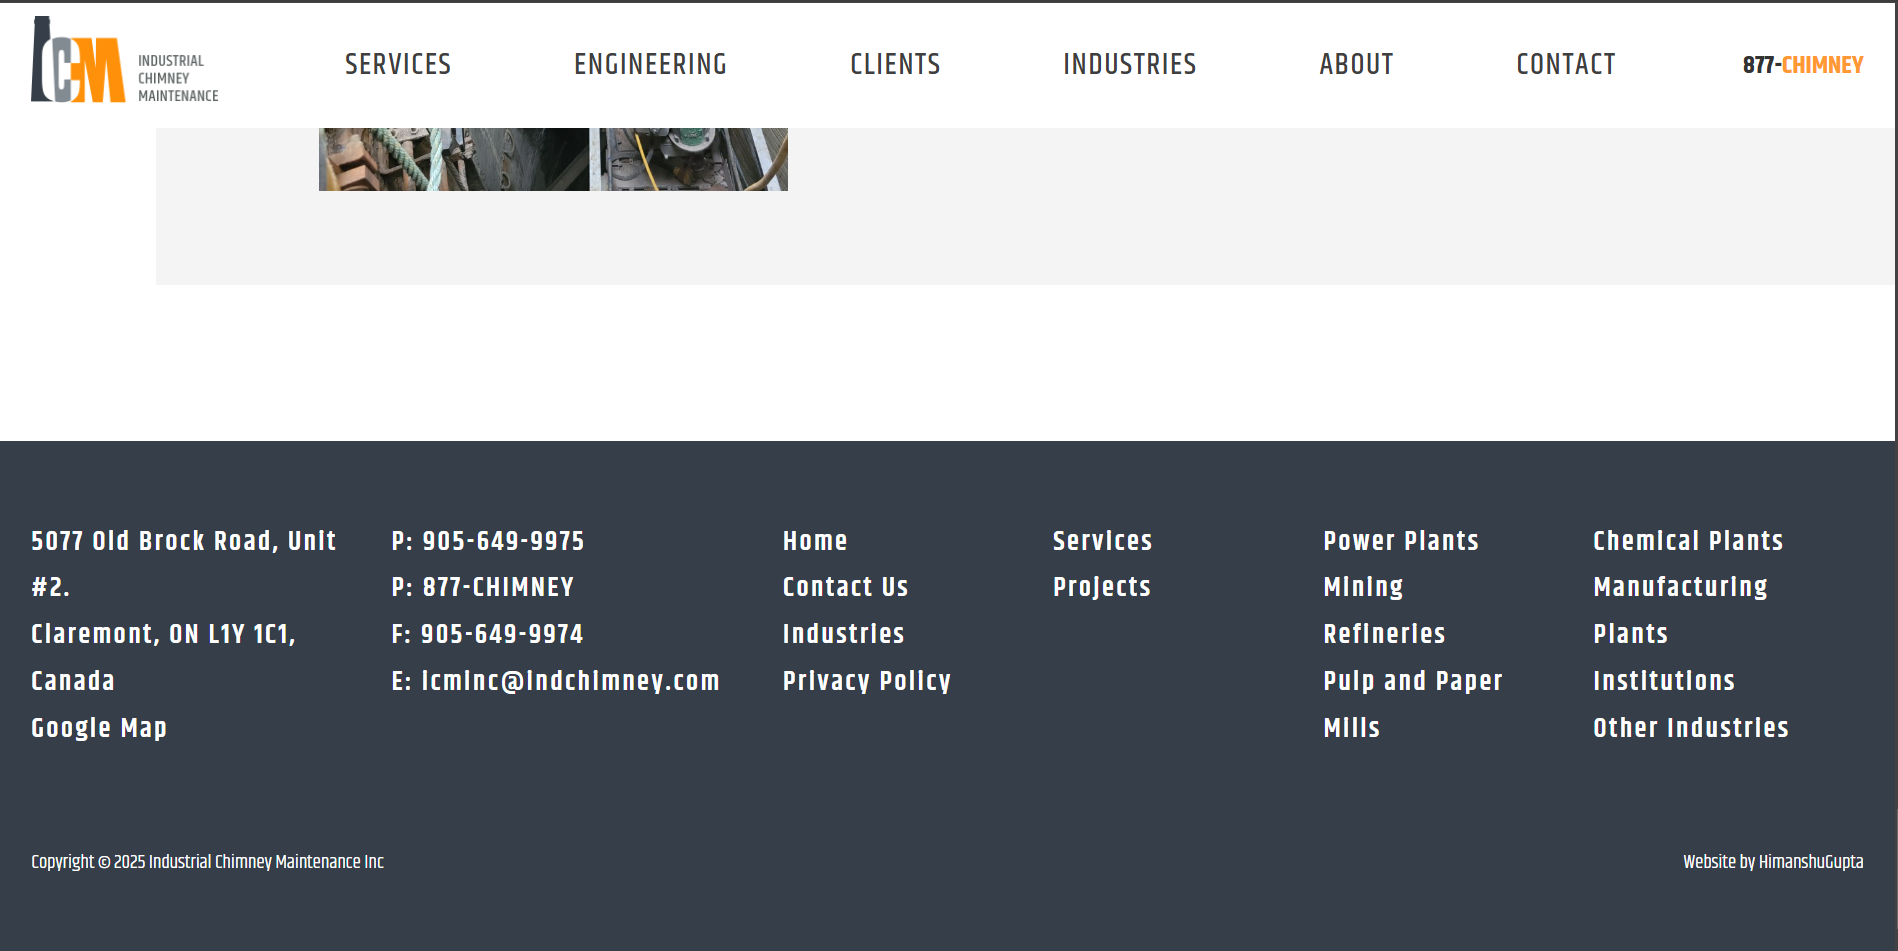 ICM
INDUSTRIAL
CHIMNEY
MAINTENANCE
SERVICES
ENGINEERING
CLIENTS
INDUSTRIES
ABOUT
CONTACT
877-CHIMNEY
5077 Old Brock Road, Unit
#2.
Claremont, ON L1Y 1C1,
Canada
Google Map
P: 905-649-9975
P: 877-CHIMNEY
F: 905-649-9974
E: icminc@indchimney.com
Home
Contact Us
Industries
Privacy Policy
Services
Projects
Power Plants
Mining
Refineries
Pulp and Paper
Mills
Chemical Plants
Manufacturing
Plants
Institutions
Other Industries
Copyright © 2025 Industrial Chimney Maintenance Inc
Website by HimanshuGupta